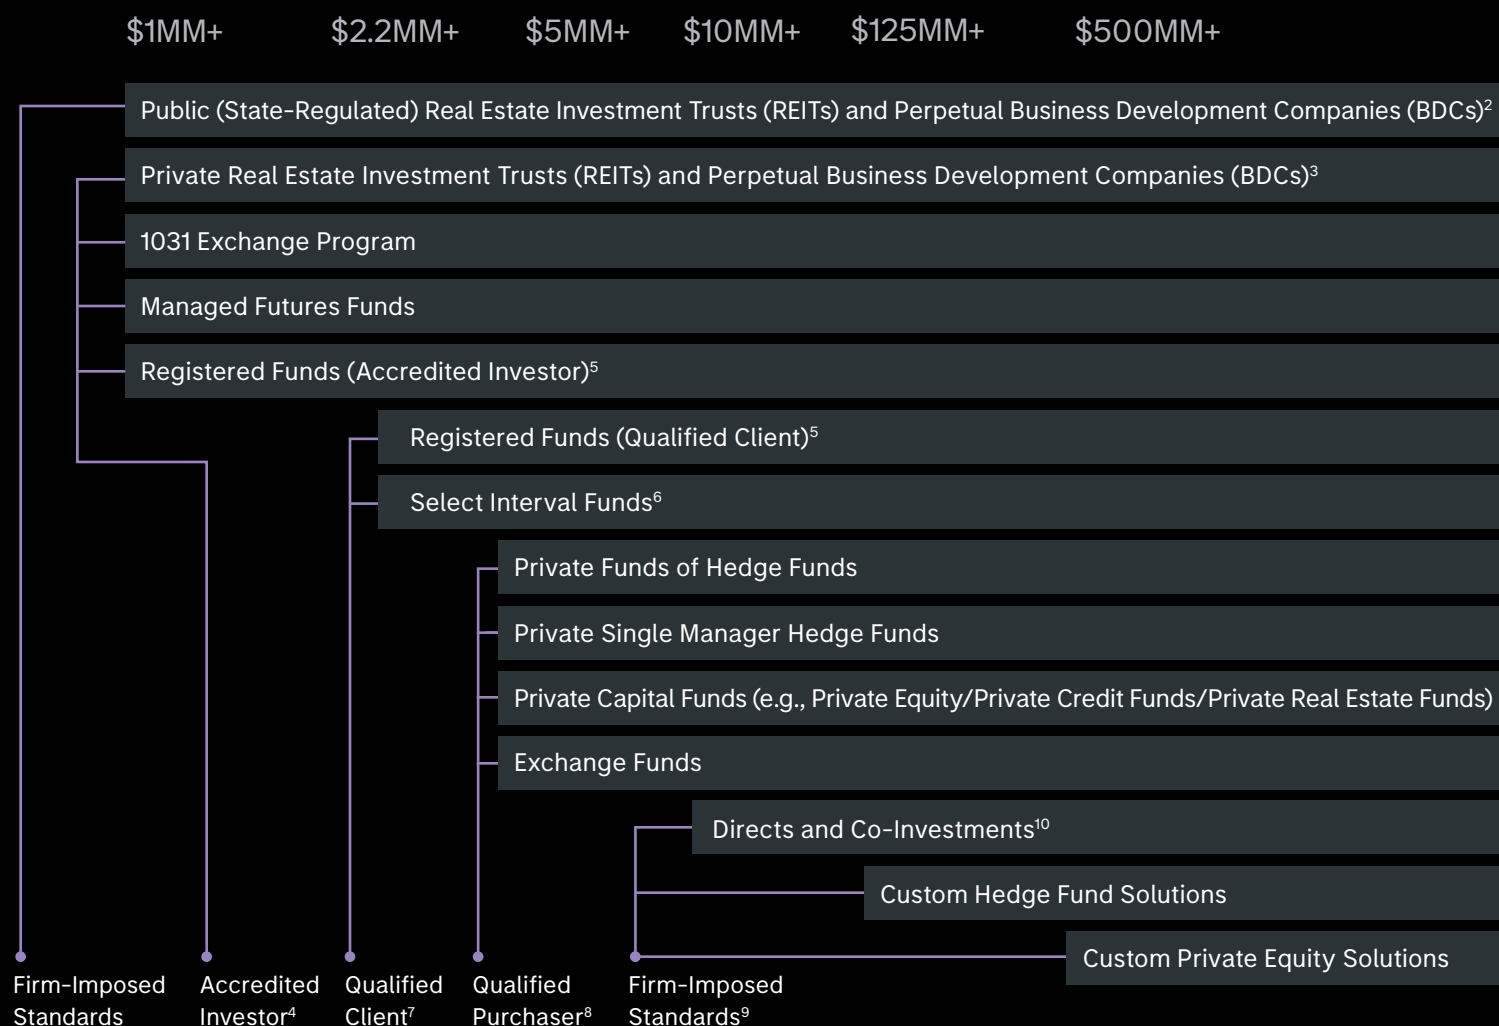 $1MM+ $2.2MM+ $5MM+ $10MM+ $125MM+ $500MM+
Public (State-Regulated) Real Estate Investment Trusts (REITs) and Perpetual Business Development Companies (BDCs)²
Private Real Estate Investment Trusts (REITs) and Perpetual Business Development Companies (BDCs)³
1031 Exchange Program
Managed Futures Funds
Registered Funds (Accredited Investor)⁵
Registered Funds (Qualified Client)⁵
Select Interval Funds⁶
Private Funds of Hedge Funds
Private Single Manager Hedge Funds
Private Capital Funds (e.g., Private Equity/Private Credit Funds/Private Real Estate Funds)
Exchange Funds
Directs and Co-Investments¹⁰
Custom Hedge Fund Solutions
Custom Private Equity Solutions
Firm-Imposed
Standards
Accredited
Investor⁴
Qualified
Client⁷
Qualified
Purchaser⁸
Firm-Imposed
Standards⁹